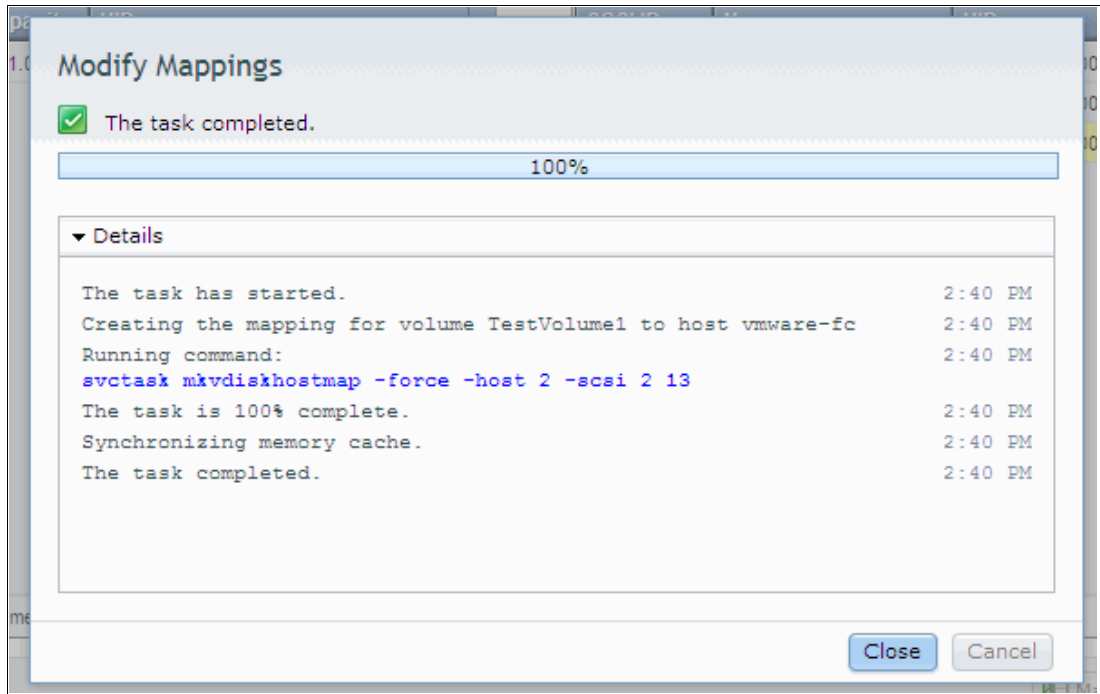 Modify Mappings
The task completed.
100%
Details
The task has started. 2:40 PM
Creating the mapping for volume TestVolume1 to host vmware-fc 2:40 PM
Running command: 2:40 PM
svctask mkvdiskhostmap -force -host 2 -scsi 2 13
The task is 100% complete. 2:40 PM
Synchronizing memory cache. 2:40 PM
The task completed. 2:40 PM
Close Cancel